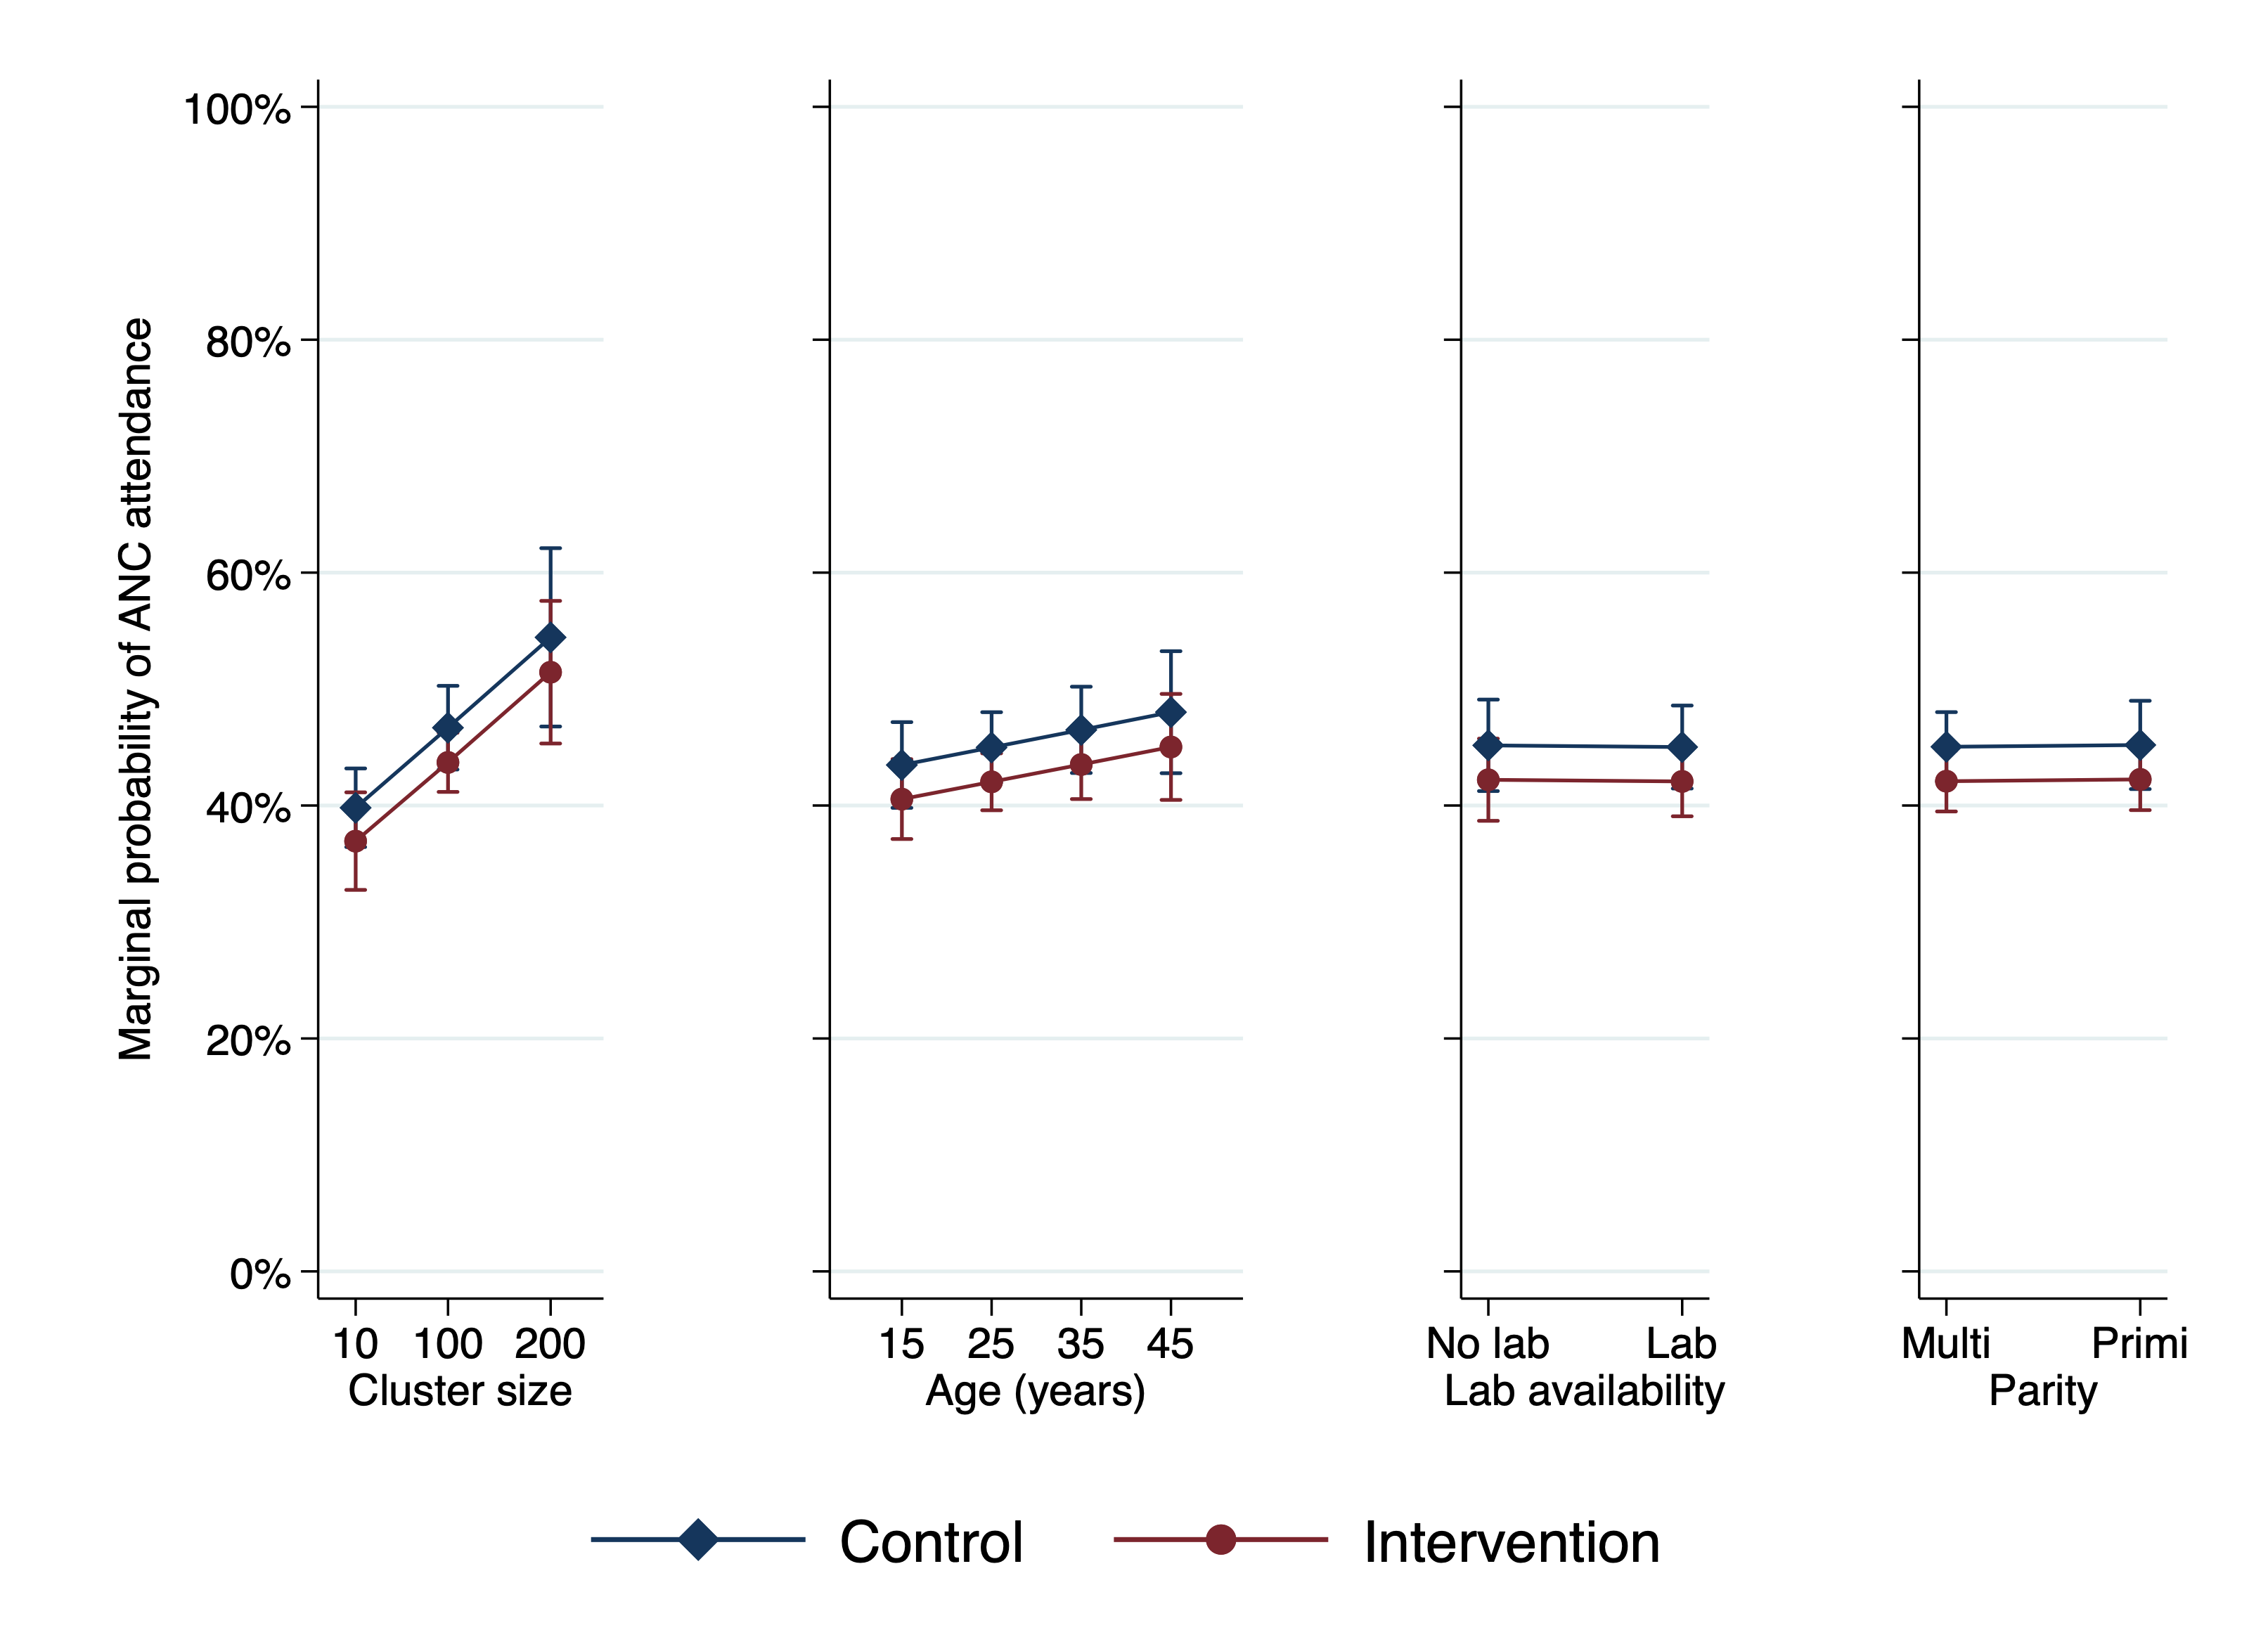 Marginal probability of ANC attendance
100%
80%
60%
40%
20%
0%
10 100 200
Cluster size
15 25 35 45
Age (years)
No lab Lab
Lab availability
Multi Primi
Parity
Control Intervention